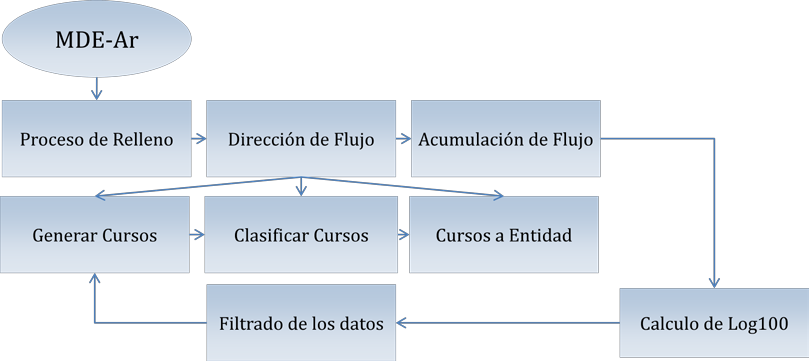 MDE-Ar
Proceso de Relleno
Dirección de Flujo
Acumulación de Flujo
Generar Cursos
Clasificar Cursos
Cursos a Entidad
Filtrado de los datos
Calculo de Log100